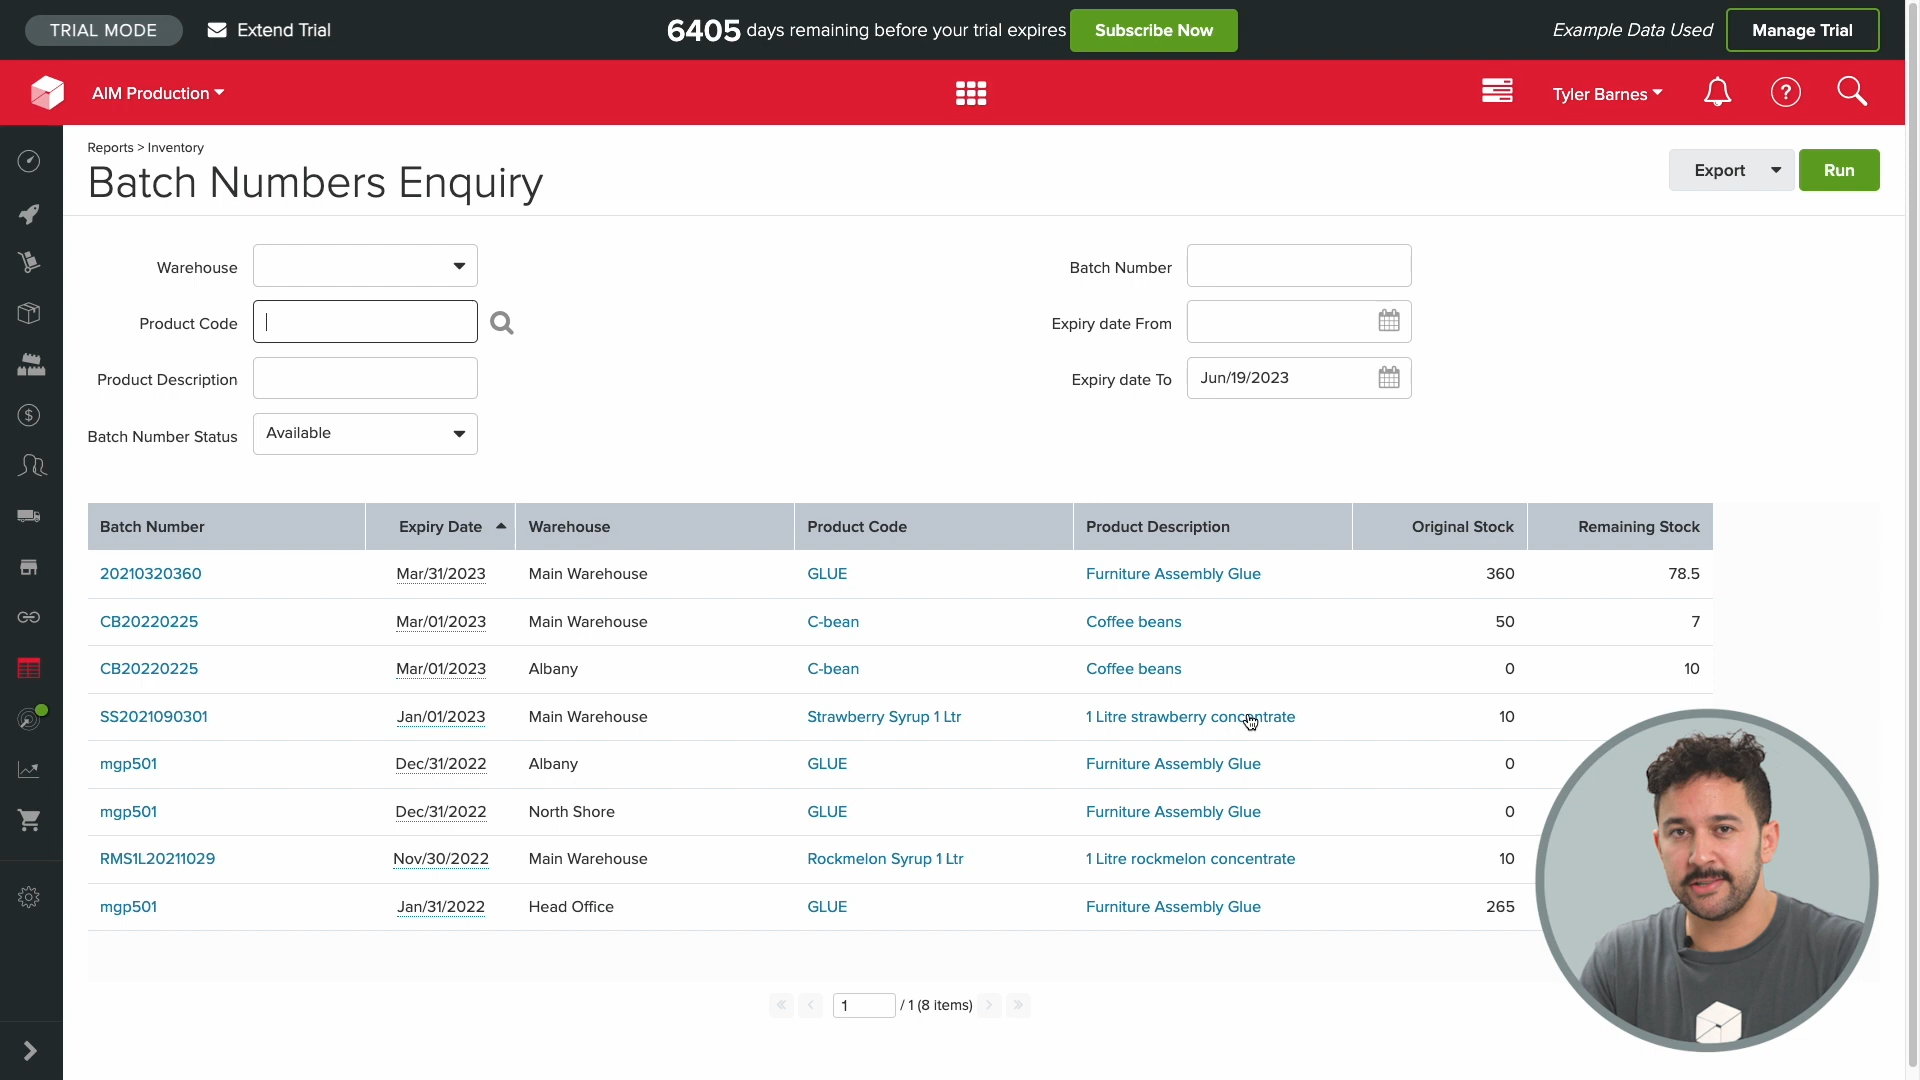 TRIAL MODE
Extend Trial
6405 days remaining before your trial expires
Subscribe Now
Example Data Used
Manage Trial
AIM Production
Tyler Barnes
?
Reports > Inventory
Batch Numbers Enquiry
Export
Run
Warehouse
Batch Number
Product Code
Expiry date From
Product Description
Expiry date To
Jun/19/2023
Batch Number Status
Available
Batch Number Expiry Date Warehouse Product Code Product Description Original Stock Remaining Stock
20210320360 Mar/31/2023 Main Warehouse GLUE Furniture Assembly Glue 360 78.5
CB20220225 Mar/01/2023 Main Warehouse C-bean Coffee beans 50 7
CB20220225 Mar/01/2023 Albany C-bean Coffee beans 0 10
SS2021090301 Jan/01/2023 Main Warehouse Strawberry Syrup 1 Ltr 1 Litre strawberry concentrate 10
mgp501 Dec/31/2022 Albany GLUE Furniture Assembly Glue 0
mgp501 Dec/31/2022 North Shore GLUE Furniture Assembly Glue 0
RMS1L20211029 Nov/30/2022 Main Warehouse Rockmelon Syrup 1 Ltr 1 Litre rockmelon concentrate 10
mgp501 Jan/31/2022 Head Office GLUE Furniture Assembly Glue 265
« ‹ 1 / 1 (8 items) › »